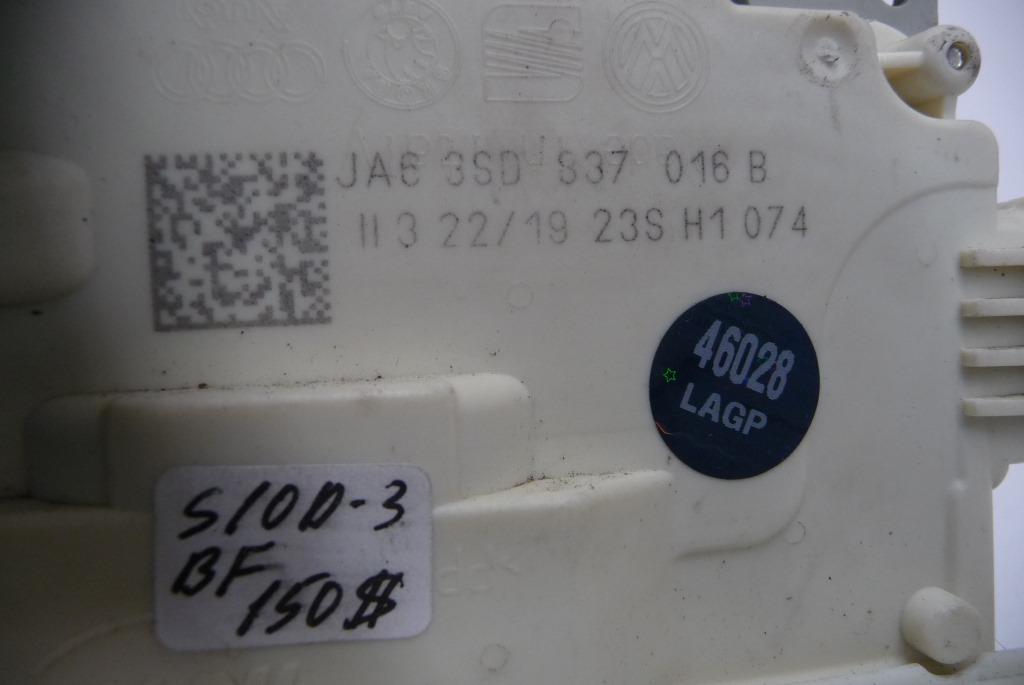 JA6 3SD 837 016 B
II 3 22/19 23S H1 074
46028
LAGP
S10D-3
BF
150$